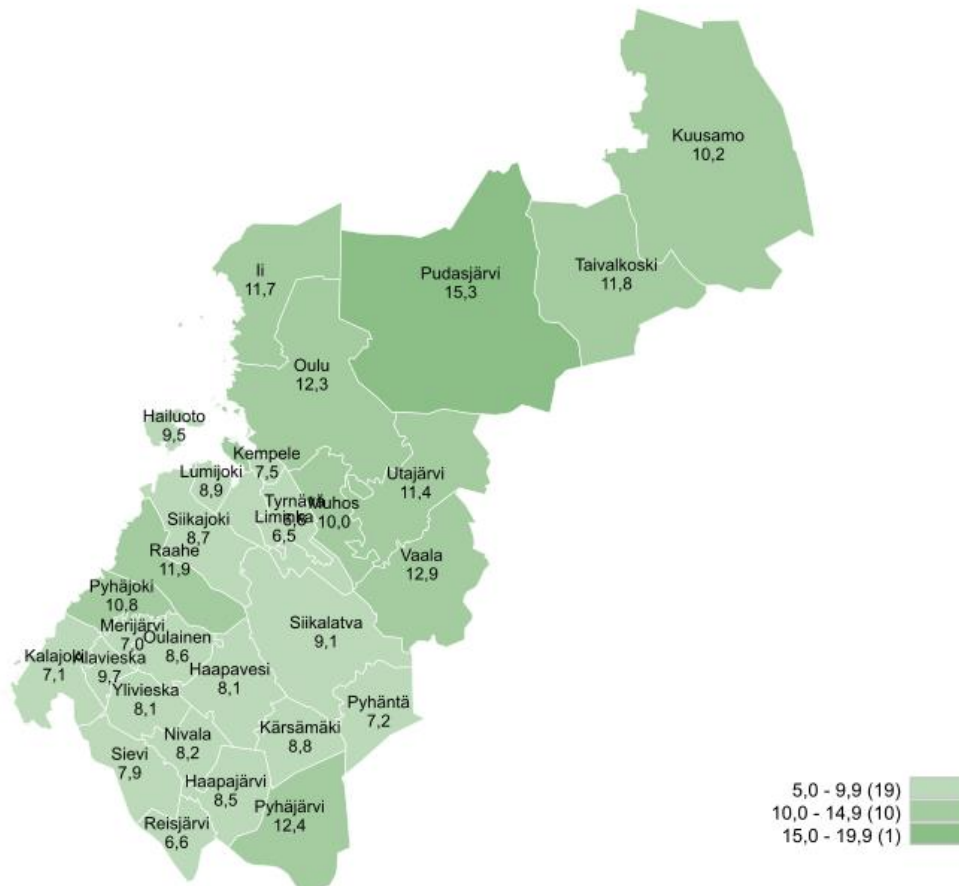 Kuusamo
10,2
Taivalkoski
11,8
Pudasjärvi
15,3
Ii
11,7
Oulu
12,3
Hailuoto
9,5
Kempele
7,5
Lumijoki
8,9
Utajärvi
11,4
Tyrnävä
Muhos
10,0
Liminka
6,5
Siikajoki
8,7
Raahe
11,9
Vaala
12,9
Pyhäjoki
10,8
Merijärvi
7,0
Oulainen
8,6
Siikalatva
9,1
Kalajoki
7,1
Alavieska
9,7
Haapavesi
8,1
Ylivieska
8,1
Pyhäntä
7,2
Kärsämäki
8,8
Nivala
8,2
Sievi
7,9
Haapajärvi
8,5
Pyhäjärvi
12,4
Reisjärvi
6,6
5,0 - 9,9 (19)
10,0 - 14,9 (10)
15,0 - 19,9 (1)